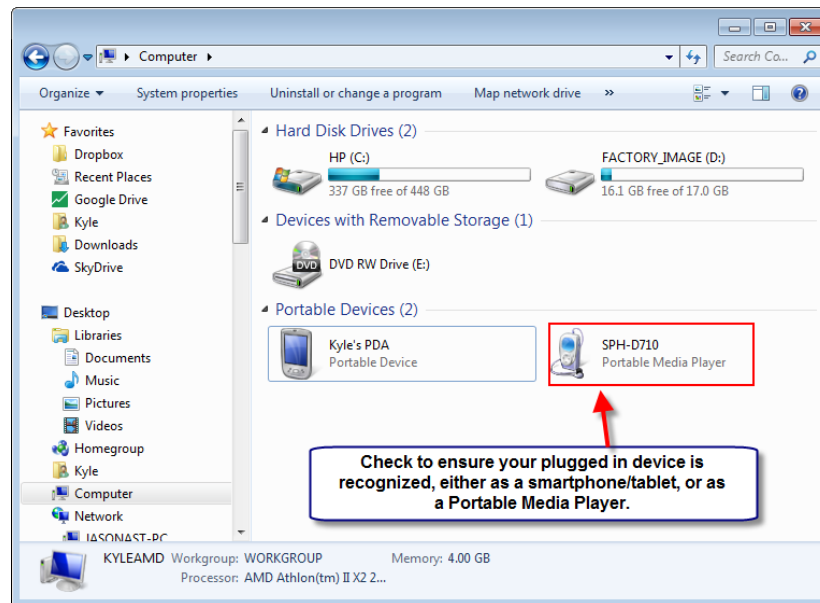 Computer
Search Co...
Organize
System properties
Uninstall or change a program
Map network drive
»
Favorites
Dropbox
Recent Places
Google Drive
Kyle
Downloads
SkyDrive
Desktop
Libraries
Documents
Music
Pictures
Videos
Homegroup
Kyle
Computer
Network
JASONAST-PC
Hard Disk Drives (2)
HP (C:)
337 GB free of 448 GB
FACTORY_IMAGE (D:)
16.1 GB free of 17.0 GB
Devices with Removable Storage (1)
DVD
DVD RW Drive (E:)
Portable Devices (2)
Kyle's PDA
Portable Device
SPH-D710
Portable Media Player
Check to ensure your plugged in device is
recognized, either as a smartphone/tablet, or as
a Portable Media Player.
KYLEAMD Workgroup: WORKGROUP Memory: 4.00 GB
Processor: AMD Athlon(tm) II X2 2...